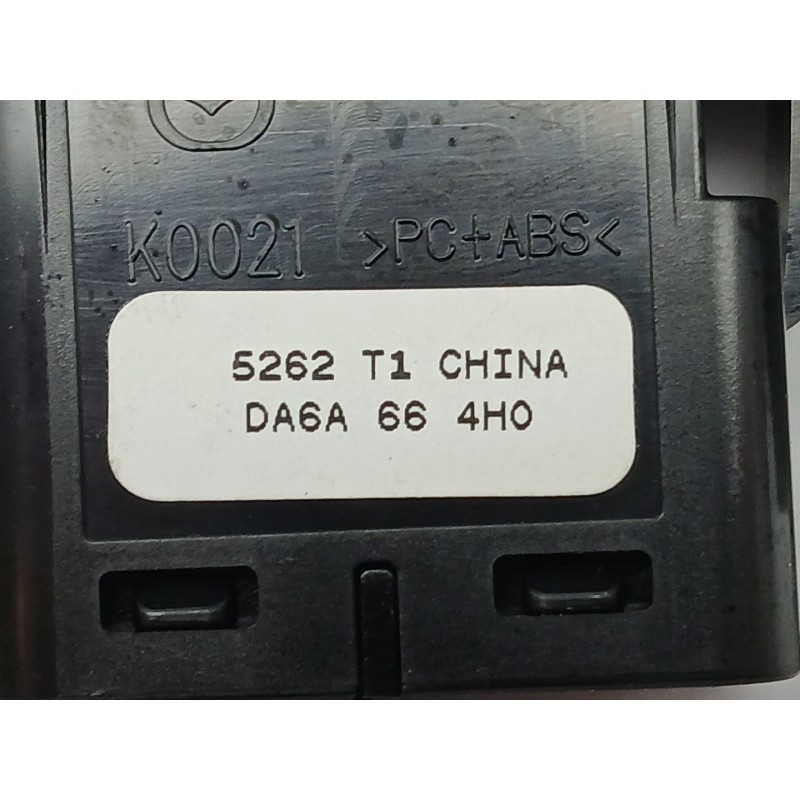 K0021 >PC+ABS<
5262 T1 CHINA
DA6A 66 4H0